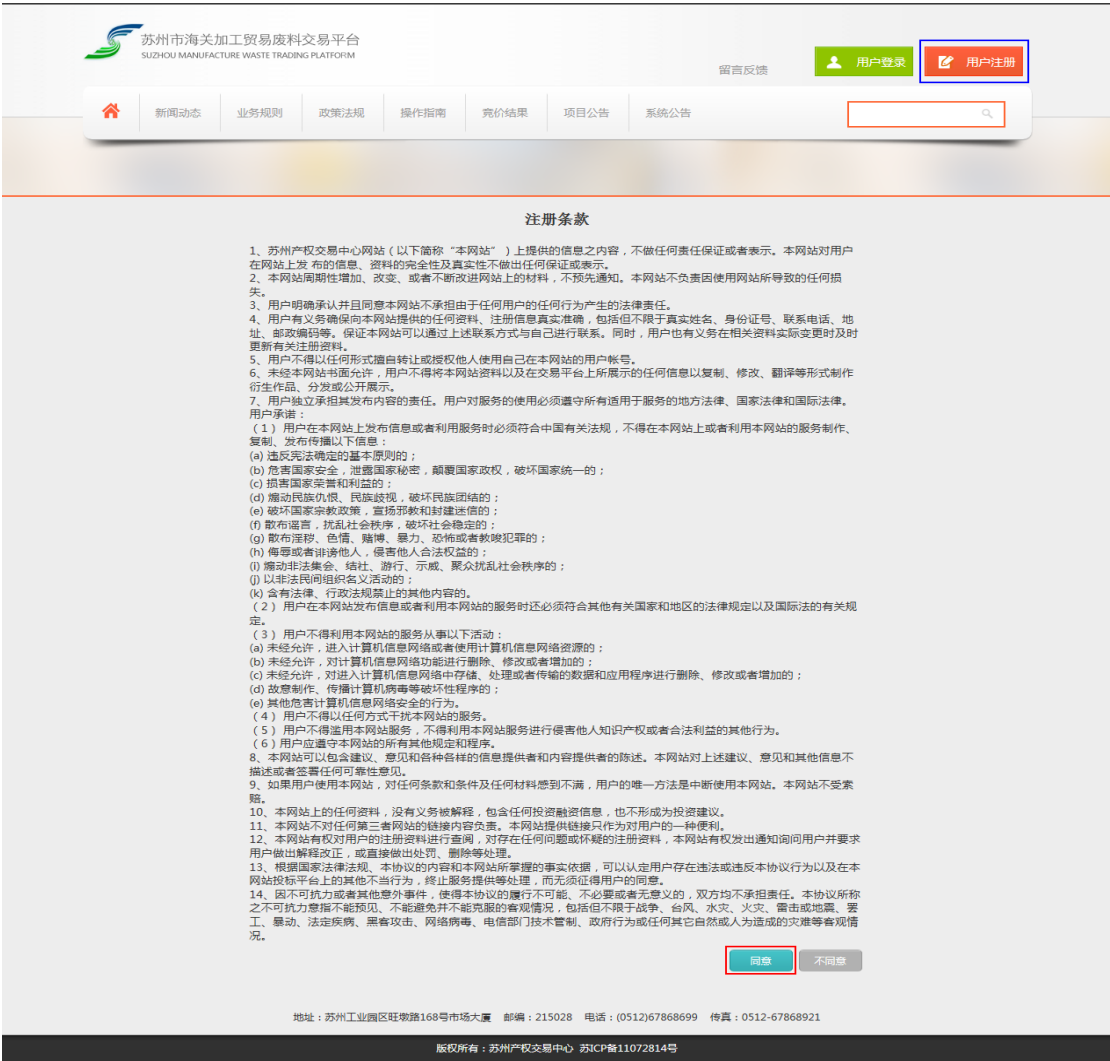 苏州市海关加工贸易废料交易平台
SUZHOU MANUFACTURE WASTE TRADING PLATFORM
留言反馈
用户登录
用户注册
新闻动态 业务规则 政策法规 操作指南 竞价结果 项目公告 系统公告
注册条款
1、苏州产权交易中心网站（以下简称“本网站”）上提供的信息之内容，不做任何责任保证或者表示。本网站对用户
在网站上发 布的信息、资料的完全性及真实性不做出任何保证或表示。
2、本网站周期性增加、改变、或者不断改进网站上的材料，不预先通知。本网站不负责因使用网站所导致的任何损
失。
3、用户明确承认并且同意本网站不承担由于任何用户的任何行为产生的法律责任。
4、用户有义务确保向本网站提供的任何资料、注册信息真实准确，包括但不限于真实姓名、身份证号、联系电话、地
址、邮政编码等。保证本网站可以通过上述联系方式与自己进行联系。同时，用户也有义务在相关资料实际变更时及时
更新有关注册资料。
5、用户不得以任何形式擅自转让或授权他人使用自己在本网站的用户帐号。
6、未经本网站书面允许，用户不得将本网站资料以及在交易平台上所展示的任何信息以复制、修改、翻译等形式制作
衍生作品、分发或公开展示。
7、用户独立承担其发布内容的责任。用户对服务的使用必须遵守所有适用于服务的地方法律、国家法律和国际法律。
用户承诺：
（1）用户在本网站上发布信息或者利用服务时必须符合中国有关法规，不得在本网站上或者利用本网站的服务制作、
复制、发布传播以下信息：
(a) 违反宪法确定的基本原则的；
(b) 危害国家安全，泄露国家秘密，颠覆国家政权，破坏国家统一的；
(c) 损害国家荣誉和利益的；
(d) 煽动民族仇恨、民族歧视，破坏民族团结的；
(e) 破坏国家宗教政策，宣扬邪教和封建迷信的；
(f) 散布谣言，扰乱社会秩序，破坏社会稳定的；
(g) 散布淫秽、色情、赌博、暴力、恐怖或者教唆犯罪的；
(h) 侮辱或者诽谤他人，侵害他人合法权益的；
(i) 煽动非法集会、结社、游行、示威、聚众扰乱社会秩序的；
(j) 以非法民间组织名义活动的；
(k) 含有法律、行政法规禁止的其他内容的。
（2）用户在本网站发布信息或者利用本网站的服务时还必须符合其他有关国家和地区的法律规定以及国际法的有关规
定。
（3）用户不得利用本网站的服务从事以下活动：
(a) 未经允许，进入计算机信息网络或者使用计算机信息网络资源的；
(b) 未经允许，对计算机信息网络功能进行删除、修改或者增加的；
(c) 未经允许，对进入计算机信息网络中存储、处理或者传输的数据和应用程序进行删除、修改或者增加的；
(d) 故意制作、传播计算机病毒等破坏性程序的；
(e) 其他危害计算机信息网络安全的行为。
（4）用户不得以任何方式干扰本网站的服务。
（5）用户不得滥用本网站服务，不得利用本网站服务进行侵害他人知识产权或者合法利益的其他行为。
（6）用户应遵守本网站的所有其他规定和程序。
8、本网站可以包含建议、意见和各种各样的信息提供者和内容提供者的陈述。本网站对上述建议、意见和其他信息不
描述或者签署任何可靠性意见。
9、如果用户使用本网站，对任何条款和条件及任何材料感到不满，用户的唯一方法是中断使用本网站。本网站不受索
赔。
10、本网站上的任何资料，没有义务被解释，包含任何投资融资信息，也不形成为投资建议。
11、本网站不对任何第三者网站的链接内容负责。本网站提供链接只作为对用户的一种便利。
12、本网站有权对用户的注册资料进行查阅，对存在任何问题或怀疑的注册资料，本网站有权发出通知询问用户并要求
用户做出解释改正，或直接做出处罚、删除等处理。
13、根据国家法律法规、本协议的内容和本网站所掌握的事实依据，可以认定用户存在违法或违反本协议行为以及在本
网站投标平台上的其他不当行为，终止服务提供等处理，而无须征得用户的同意。
14、因不可抗力或者其他意外事件，使得本协议的履行不可能、不必要或者无意义的，双方均不承担责任。本协议所称
之不可抗力意指不能预见、不能避免并不能克服的客观情况，包括但不限于战争、台风、水灾、火灾、雷击或地震、罢
工、暴动、法定疾病、黑客攻击、网络病毒、电信部门技术管制、政府行为或任何其它自然或人为造成的灾难等客观情
况。
同意 不同意
地址：苏州工业园区旺墩路168号市场大厦 邮编：215028 电话：(0512)67868699 传真：0512-67868921
版权所有：苏州产权交易中心 苏ICP备11072814号